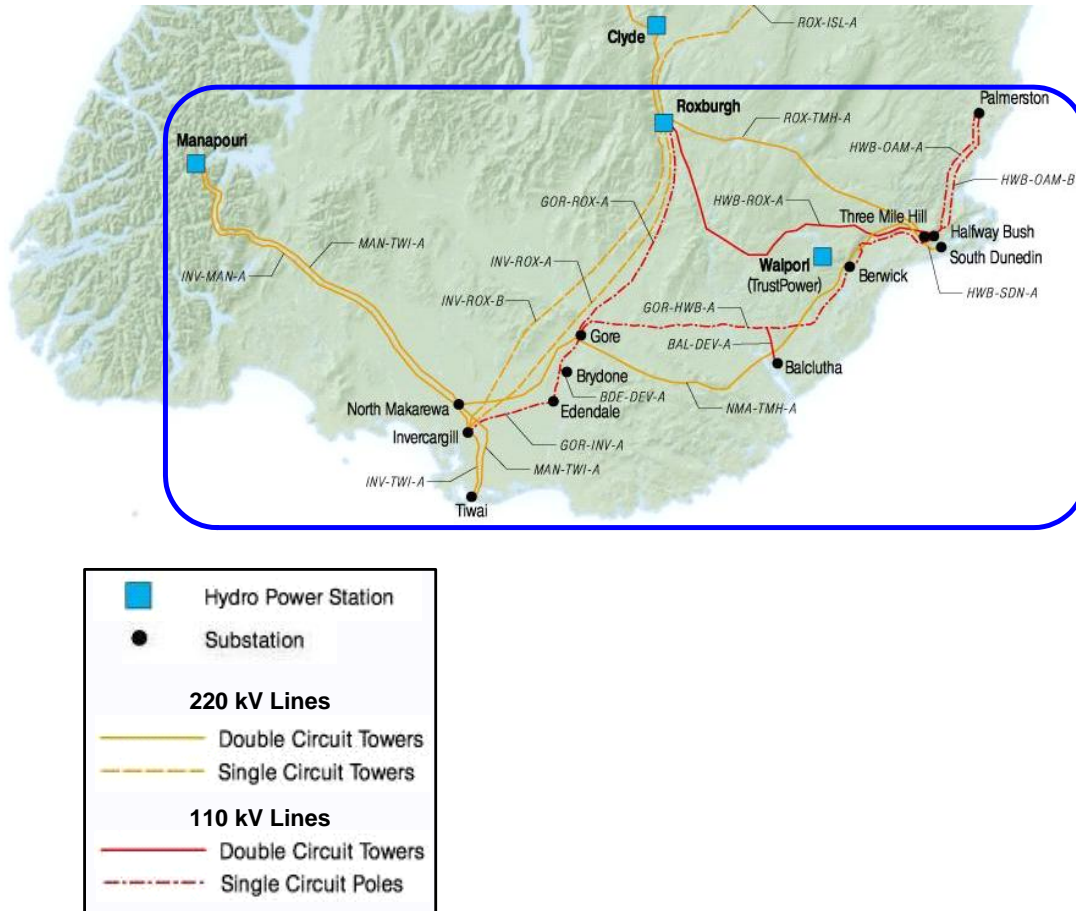 ROX-ISL-A
Clyde
Roxburgh
Palmerston
ROX-TMH-A
Manapouri
HWB-OAM-A
HWB-OAM-B
GOR-ROX-A
HWB-ROX-A
Three Mile Hill
Halfway Bush
South Dunedin
MAN-TWI-A
INV-MAN-A
INV-ROX-A
Waipori
(TrustPower)
Berwick
HWB-SDN-A
INV-ROX-B
GOR-HWB-A
Gore
BAL-DEV-A
Balclutha
Brydone
BDE-DEV-A
NMA-TMH-A
North Makarewa
Edendale
Invercargill
GOR-INV-A
MAN-TWI-A
INV-TWI-A
Tiwai
Hydro Power Station
Substation
220 kV Lines
Double Circuit Towers
Single Circuit Towers
110 kV Lines
Double Circuit Towers
Single Circuit Poles